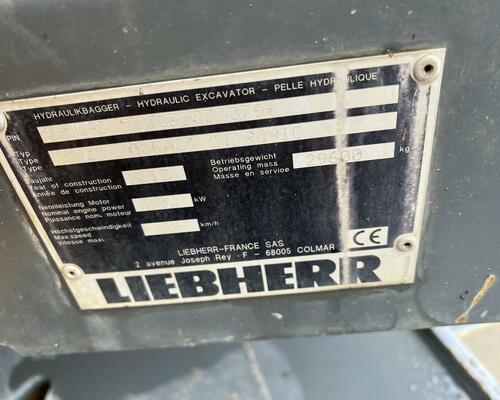 HYDRAULIKBAGGER - HYDRAULIC EXCAVATOR - PELLE HYDRAULIQUE
PIN
Typ
Type LITRONIC
Type
Baujahr
Year of construction
Année de construction
Betriebsgewicht
Operating mass 29600 kg
Masse en service
Nennleistung Motor
Nominal engine power kW
Puissance nom. moteur
Höchstgeschwindigkeit
Max.speed km/h
Vitesse maxi.
LIEBHERR-FRANCE SAS
2 avenue Joseph Rey - F - 68005 COLMAR
CE
LIEBHERR